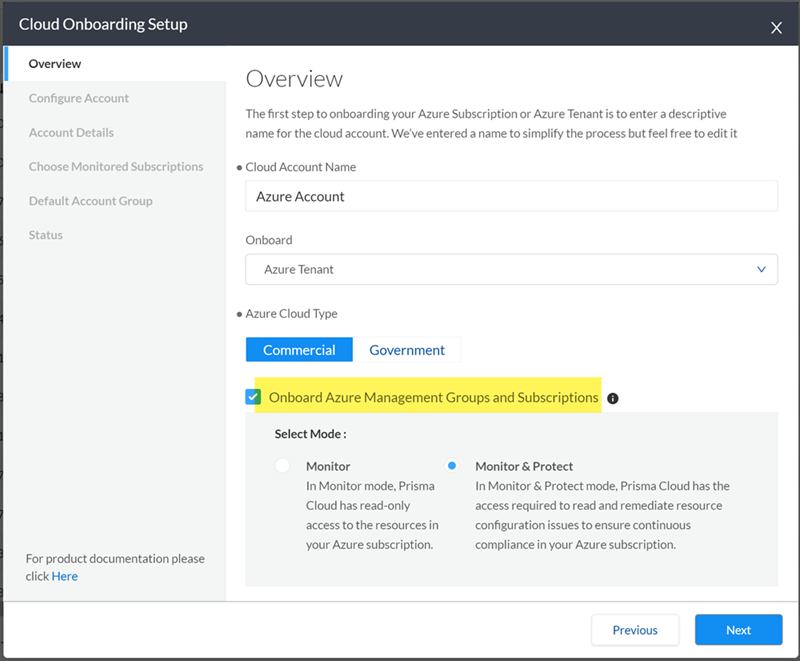 Cloud Onboarding Setup
Overview
Configure Account
Account Details
Choose Monitored Subscriptions
Default Account Group
Status
For product documentation please
click Here
Overview
The first step to onboarding your Azure Subscription or Azure Tenant is to enter a descriptive
name for the cloud account. We've entered a name to simplify the process but feel free to edit it
Cloud Account Name
Azure Account
Onboard
Azure Tenant
Azure Cloud Type
Commercial
Government
Onboard Azure Management Groups and Subscriptions
Select Mode :
Monitor
In Monitor mode, Prisma
Cloud has read-only
access to the resources in
your Azure subscription.
Monitor & Protect
In Monitor & Protect mode, Prisma Cloud has the
access required to read and remediate resource
configuration issues to ensure continuous
compliance in your Azure subscription.
Previous
Next